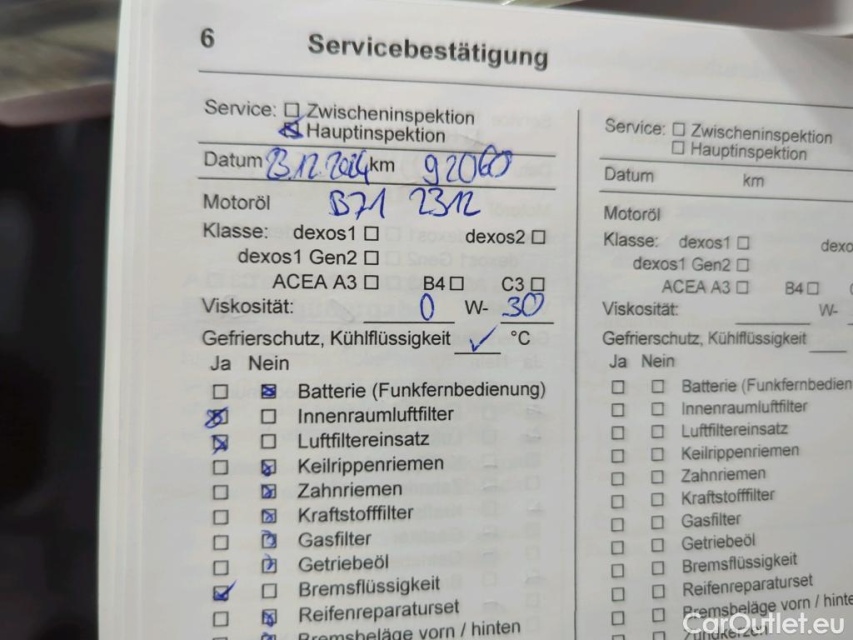 6 Servicebestätigung
Service: Zwischeninspektion
Hauptinspektion
Datum 23.12.2024 km 92060
Motoröl B71 2312
Klasse: dexos1 dexos2
dexos1 Gen2
ACEA A3 B4 C3
Viskosität: 0 W- 30
Gefrierschutz, Kühlflüssigkeit °C
Ja Nein
Batterie (Funkfernbedienung)
Innenraumluftfilter
Luftfiltereinsatz
Keilrippenriemen
Zahnriemen
Kraftstofffilter
Gasfilter
Getriebeöl
Bremsflüssigkeit
Reifenreparaturset
Bremsbeläge vorn / hinten
Service: Zwischeninspektion
Hauptinspektion
Datum km
Motoröl
Klasse: dexos1 dexo
dexos1 Gen2
ACEA A3 B4
Viskosität: W-
Gefrierschutz, Kühlflüssigkeit
Ja Nein
Batterie (Funkfernbedien
Innenraumluftfilter
Luftfiltereinsatz
Keilrippenriemen
Zahnriemen
Kraftstofffilter
Gasfilter
Getriebeöl
Bremsflüssigkeit
Reifenreparaturset
Bremsbeläge vorn / hinte
CarOutlet.eu